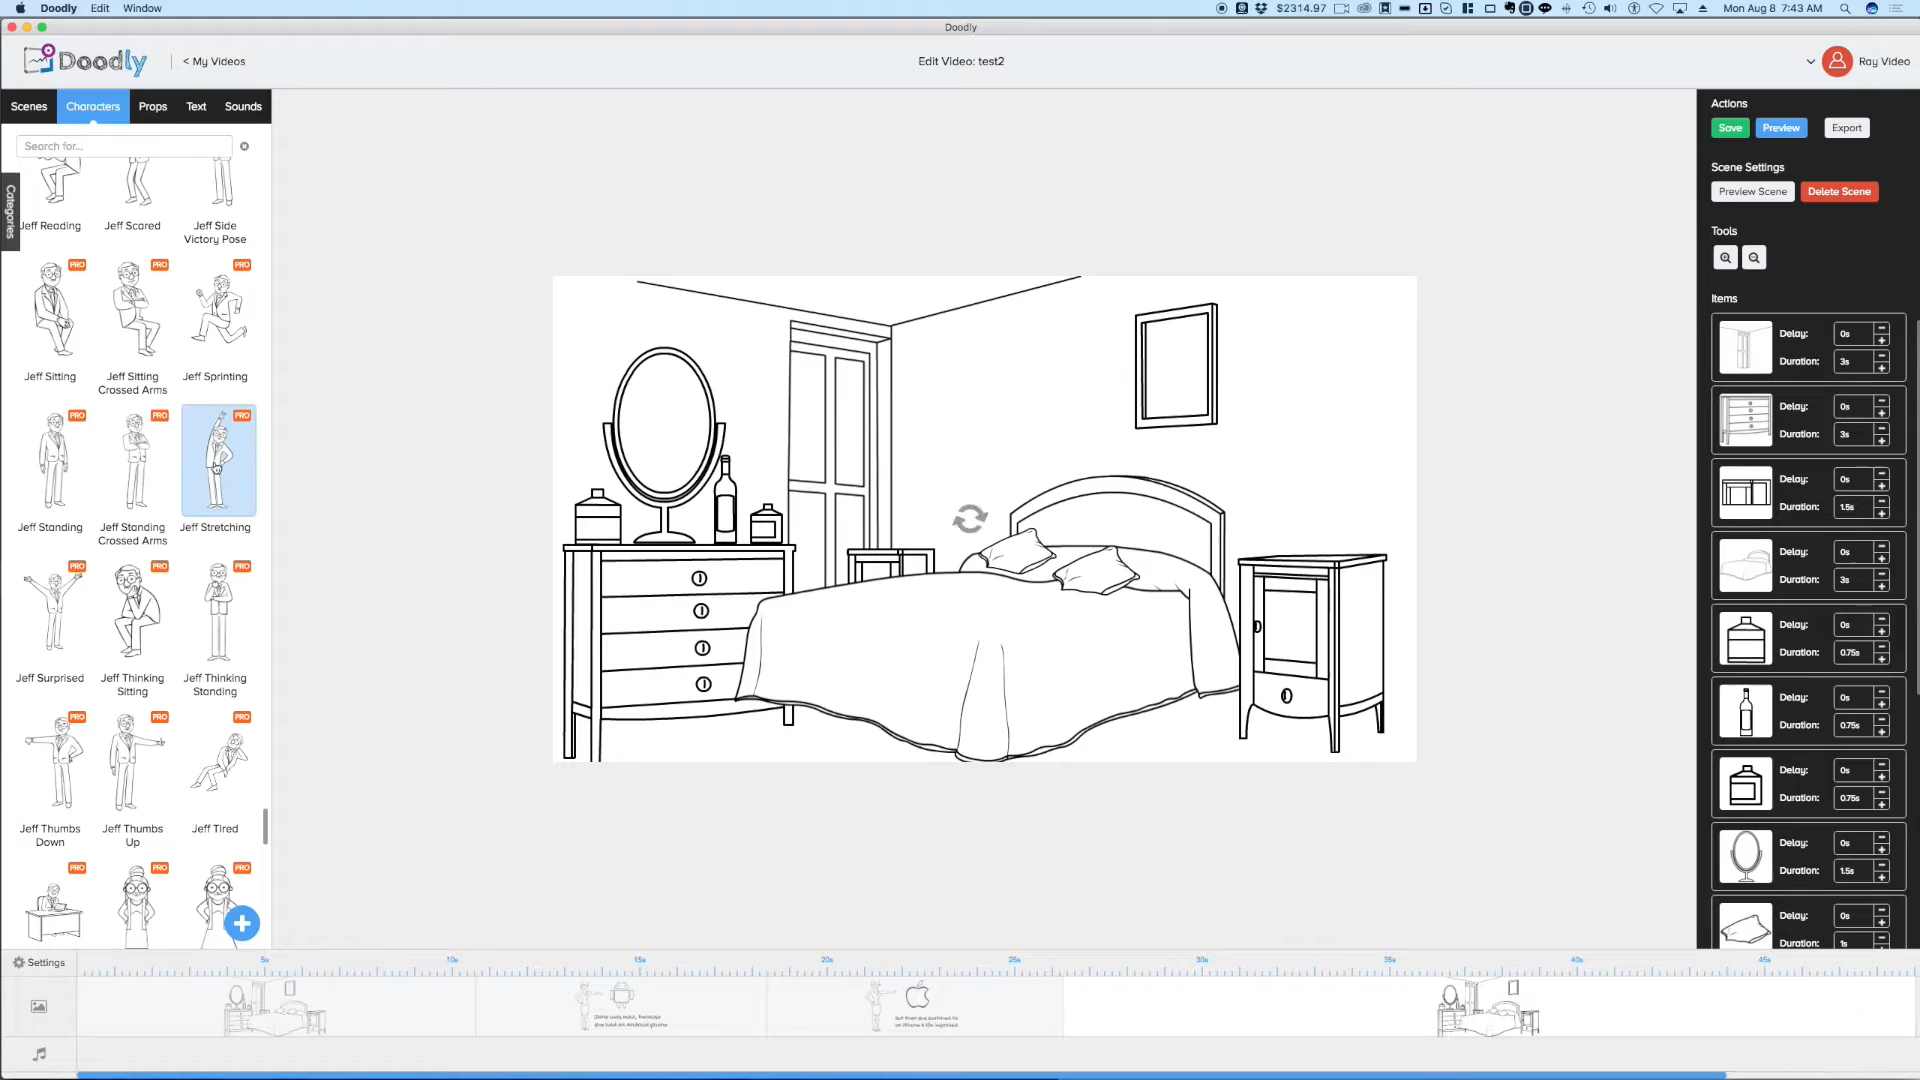 Doodly Edit Window
$2314.97
Mon Aug 8 7:43 AM
Doodly
Doodly
< My Videos
Edit Video: test2
Ray Video
Scenes
Characters
Props
Text
Sounds
Search for...
Categories
Jeff Reading
Jeff Scared
Jeff Side
Victory Pose
PRO
PRO
PRO
Jeff Sitting
Jeff Sitting
Crossed Arms
Jeff Sprinting
PRO
PRO
PRO
Jeff Standing
Jeff Standing
Crossed Arms
Jeff Stretching
PRO
PRO
PRO
Jeff Surprised
Jeff Thinking
Sitting
Jeff Thinking
Standing
PRO
PRO
PRO
Jeff Thumbs
Down
Jeff Thumbs
Up
Jeff Tired
PRO
PRO
PRO
Actions
Save
Preview
Export
Scene Settings
Preview Scene
Delete Scene
Tools
Items
Delay: 0s
Duration: 3s
Delay: 0s
Duration: 3s
Delay: 0s
Duration: 1.5s
Delay: 0s
Duration: 3s
Delay: 0s
Duration: 0.75s
Delay: 0s
Duration: 0.75s
Delay: 0s
Duration: 0.75s
Delay: 0s
Duration: 1.5s
Delay: 0s
Duration: 1s
Settings
5s 10s 15s 20s 25s 30s 35s 40s 45s